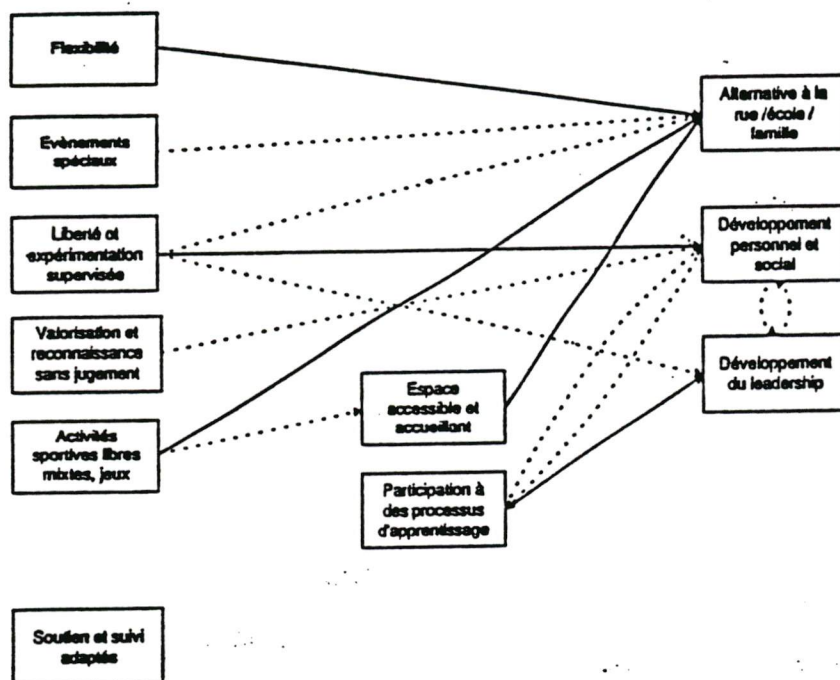 Flexibilité
Evènements
spéciaux
Liberté et
expérimentation
supervisée
Valorisation et
reconnaissance
sans jugement
Activités
sportives libres
mixtes, jeux
Soutien et suivi
adaptés
Espace
accessible et
accueillant
Participation à
des processus
d'apprentissage
Alternative à la
rue /école /
famille
Développement
personnel et
social
Développement
du leadership